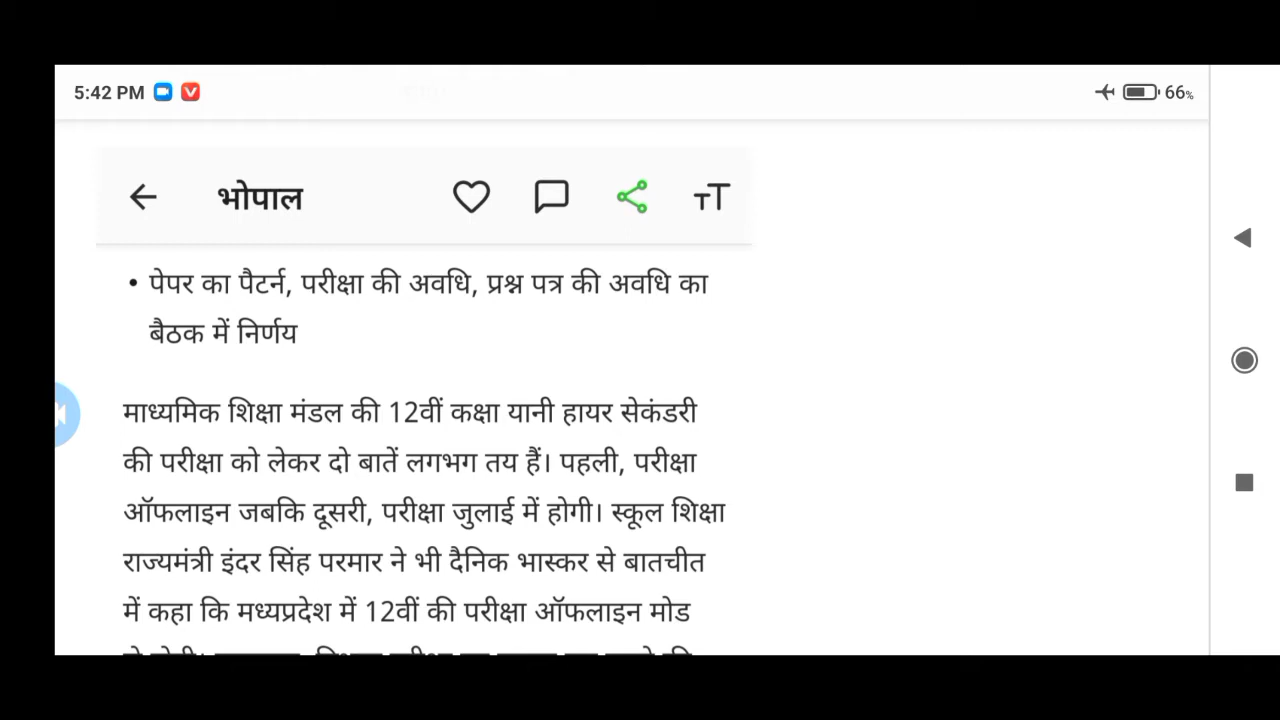 5:42 PM
66%
भोपाल
TT
• पेपर का पैटर्न, परीक्षा की अवधि, प्रश्न पत्र की अवधि का
बैठक में निर्णय
माध्यमिक शिक्षा मंडल की 12वीं कक्षा यानी हायर सेकंडरी
की परीक्षा को लेकर दो बातें लगभग तय हैं। पहली, परीक्षा
ऑफलाइन जबकि दूसरी, परीक्षा जुलाई में होगी। स्कूल शिक्षा
राज्यमंत्री इंदर सिंह परमार ने भी दैनिक भास्कर से बातचीत
में कहा कि मध्यप्रदेश में 12वीं की परीक्षा ऑफलाइन मोड